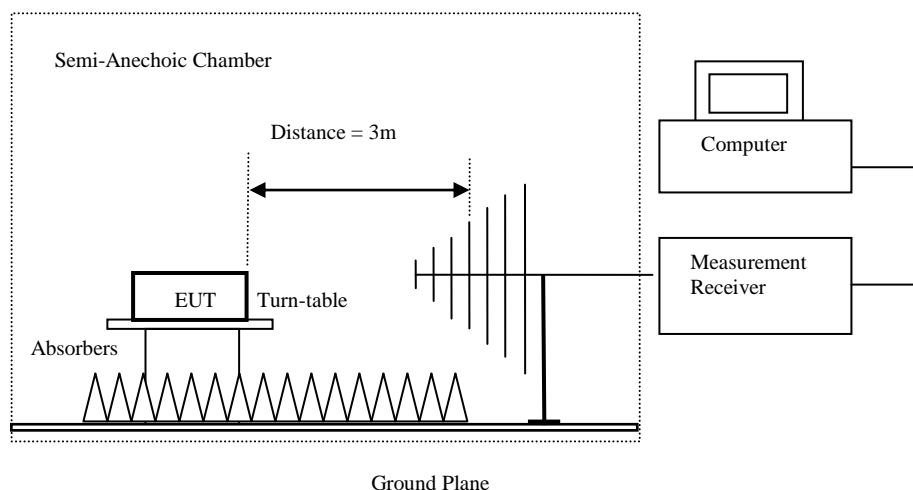 Semi-Anechoic Chamber
Distance = 3m
Computer
Measurement
Receiver
EUT
Turn-table
Absorbers
Ground Plane